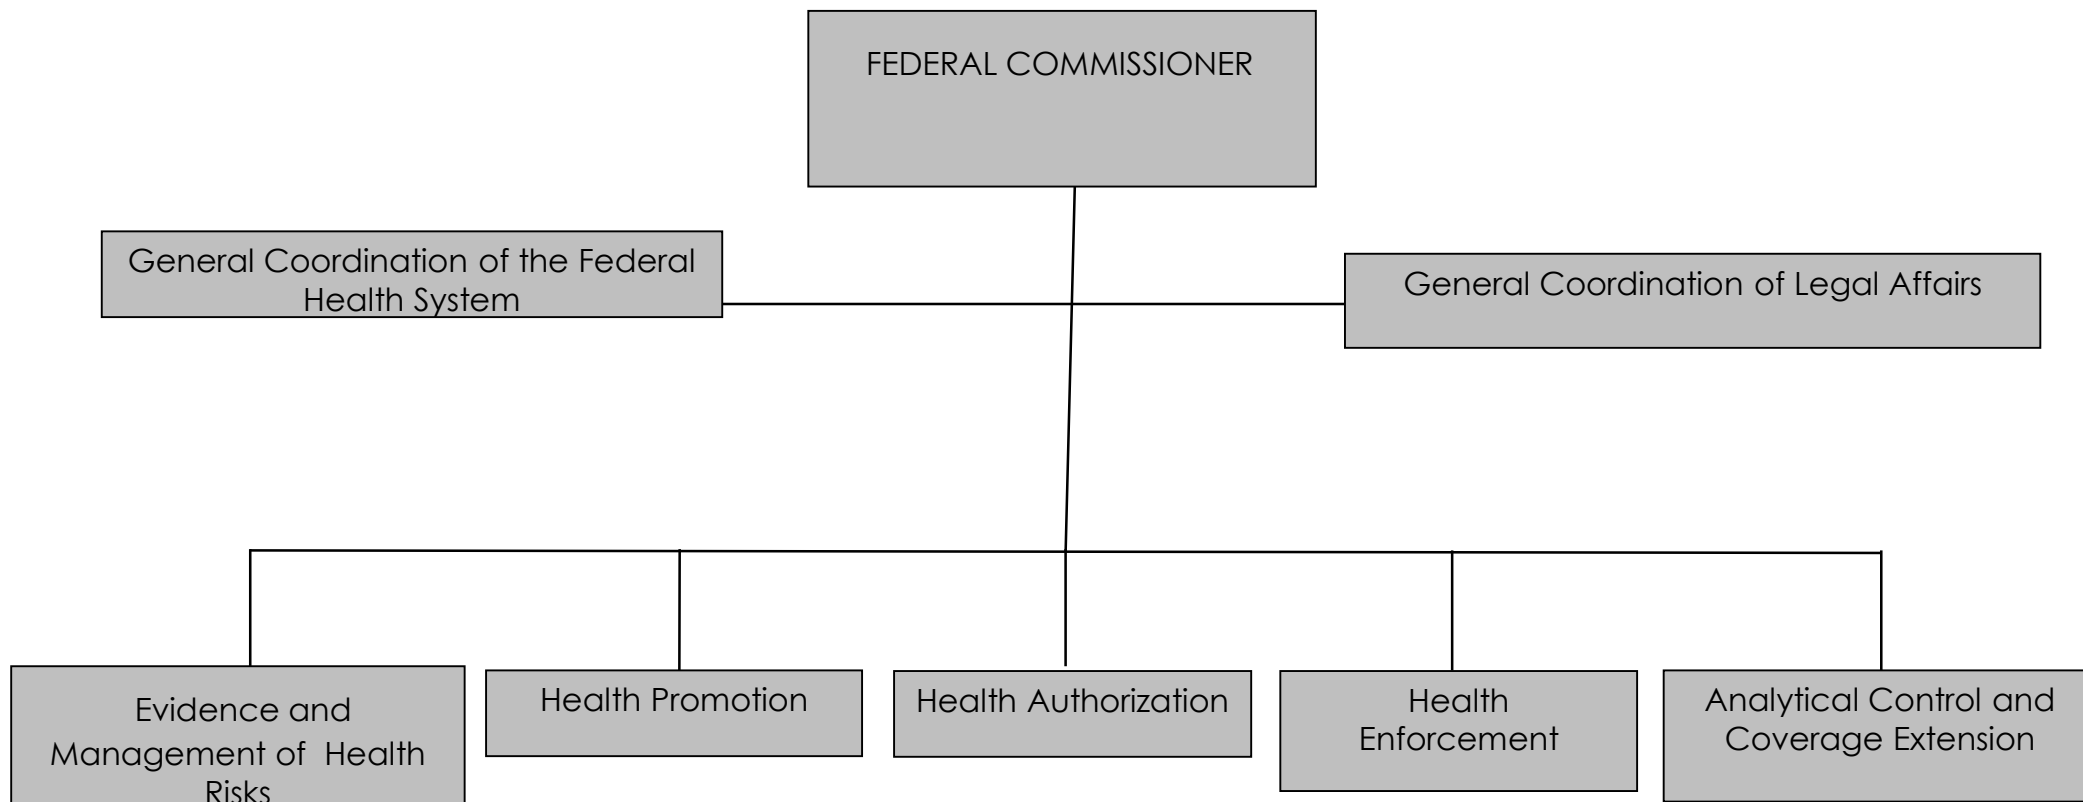 FEDERAL COMMISSIONER
General Coordination of the Federal
Health System
General Coordination of Legal Affairs
Evidence and
Management of  Health
Risks
Health Promotion
Health Authorization
Health
Enforcement
Analytical Control and
Coverage Extension